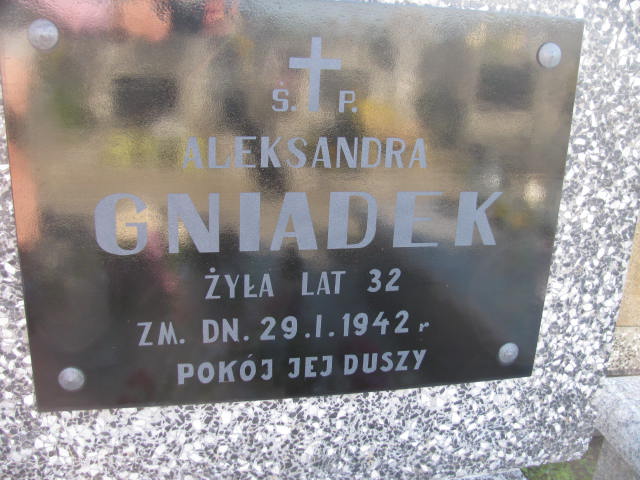 Ś. P.
ALEKSANDRA
GNIADEK
ŻYŁA LAT 32
ZM. DN. 29.I.1942 r
POKÓJ JEJ DUSZY